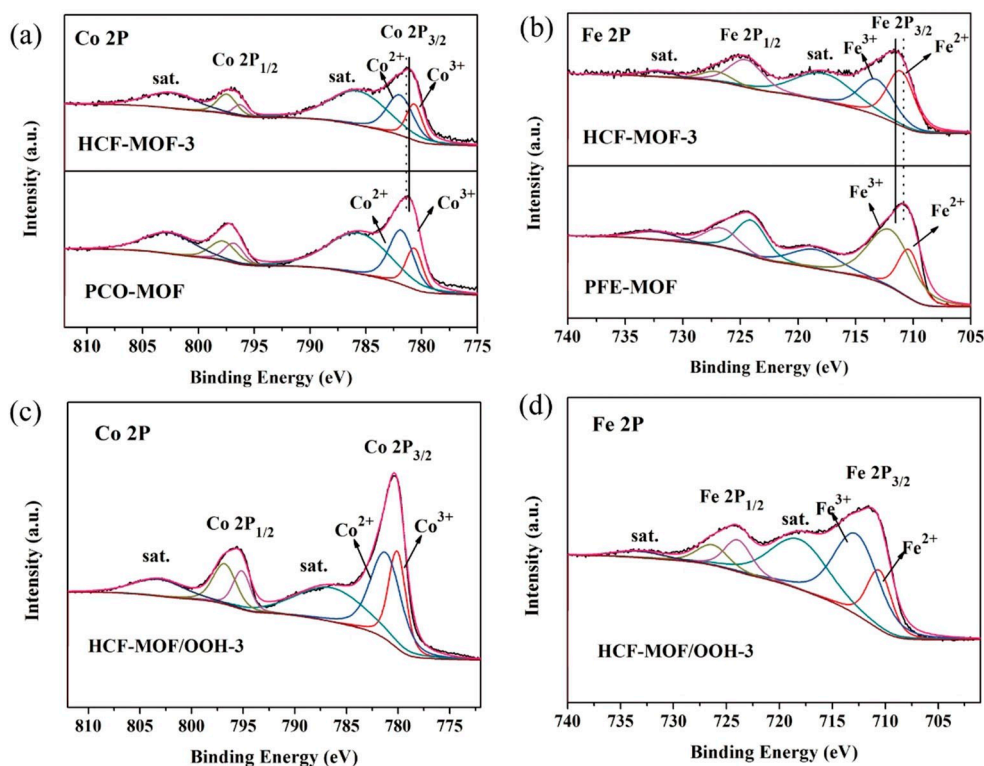 (a)
Co 2P
Co 2P3/2
sat.
Co 2P1/2
sat.
Co2+
Co3+
HCF-MOF-3
Co2+
Co3+
PCO-MOF
Intensity (a.u.)
810 805 800 795 790 785 780 775
Binding Energy (eV)
(b)
Fe 2P
Fe 2P1/2
sat.
Fe3+
Fe 2P3/2
Fe2+
sat.
HCF-MOF-3
Fe3+
Fe2+
PFE-MOF
Intensity (a.u.)
740 735 730 725 720 715 710 705
Binding Energy (eV)
(c)
Co 2P
Co 2P3/2
Co2+
Co3+
Co 2P1/2
sat.
sat.
HCF-MOF/OOH-3
Intensity (a.u.)
810 805 800 795 790 785 780
Binding Energy (eV)
(d)
Fe 2P
Fe 2P3/2
Fe 2P1/2
Fe3+
sat.
sat.
Fe2+
HCF-MOF/OOH-3
Intensity (a.u.)
740 735 730 725 720 715 710 705
Binding Energy (eV)